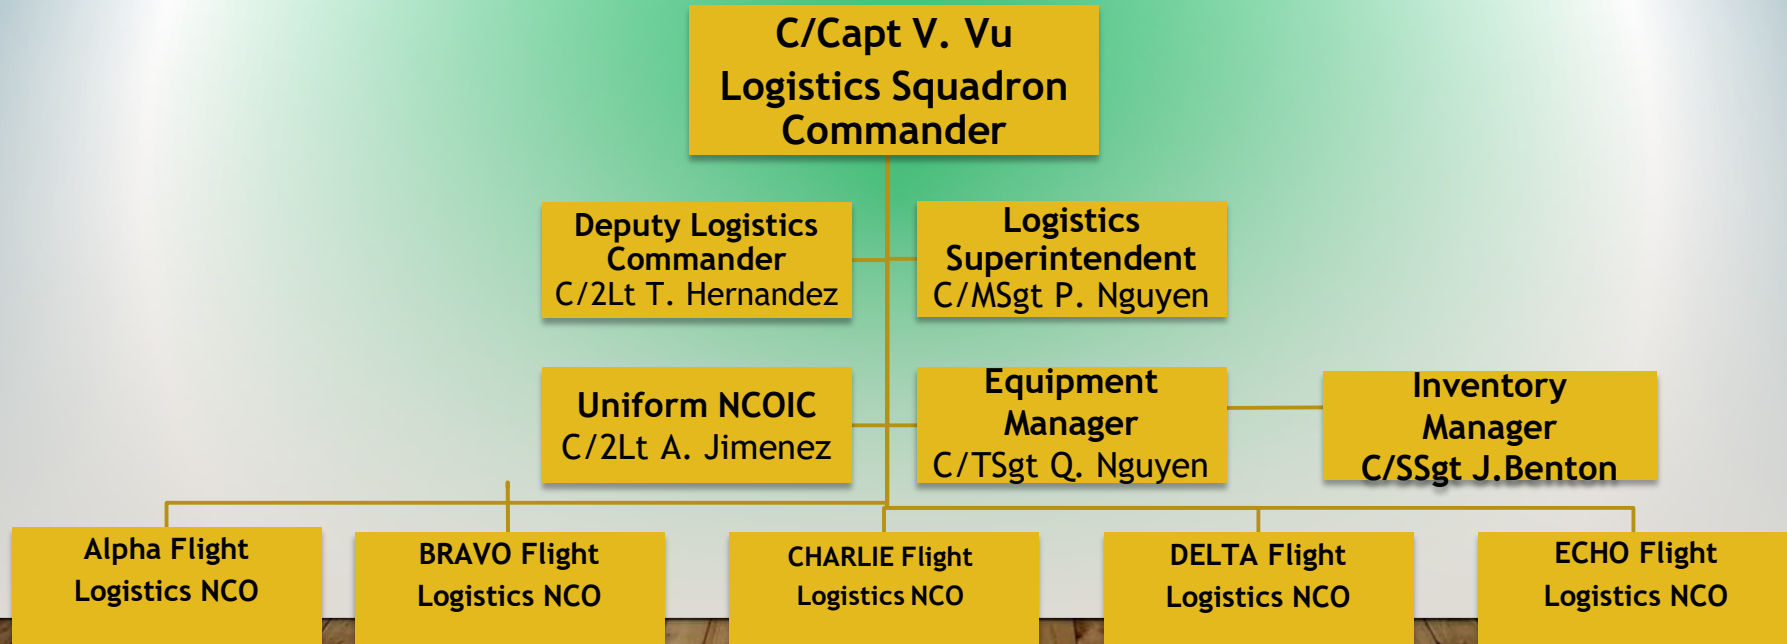 C/Capt V. Vu
Logistics Squadron
Commander
Deputy Logistics
Commander
C/2Lt T. Hernandez
Logistics
Superintendent
C/MSgt P. Nguyen
Uniform NCOIC
C/2Lt A. Jimenez
Equipment
Manager
C/TSgt Q. Nguyen
Inventory
Manager
C/SSgt J.Benton
Alpha Flight
Logistics NCO
BRAVO Flight
Logistics NCO
CHARLIE Flight
Logistics NCO
DELTA Flight
Logistics NCO
ECHO Flight
Logistics NCO